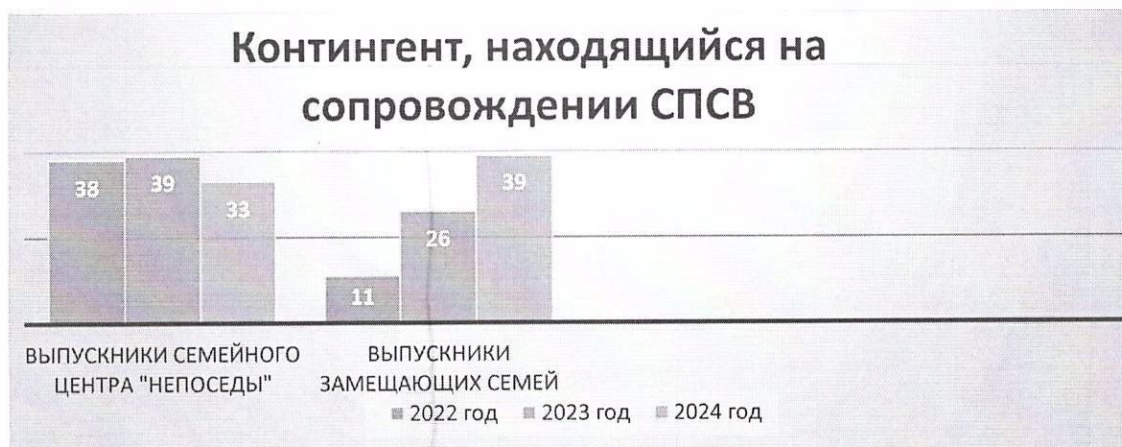 Контингент, находящийся на
сопровождении СПСВ
38 39 33
11 26 39
ВЫПУСКНИКИ СЕМЕЙНОГО
ЦЕНТРА "НЕПОСЕДЫ"
ВЫПУСКНИКИ
ЗАМЕЩАЮЩИХ СЕМЕЙ
2022 год 2023 год 2024 год